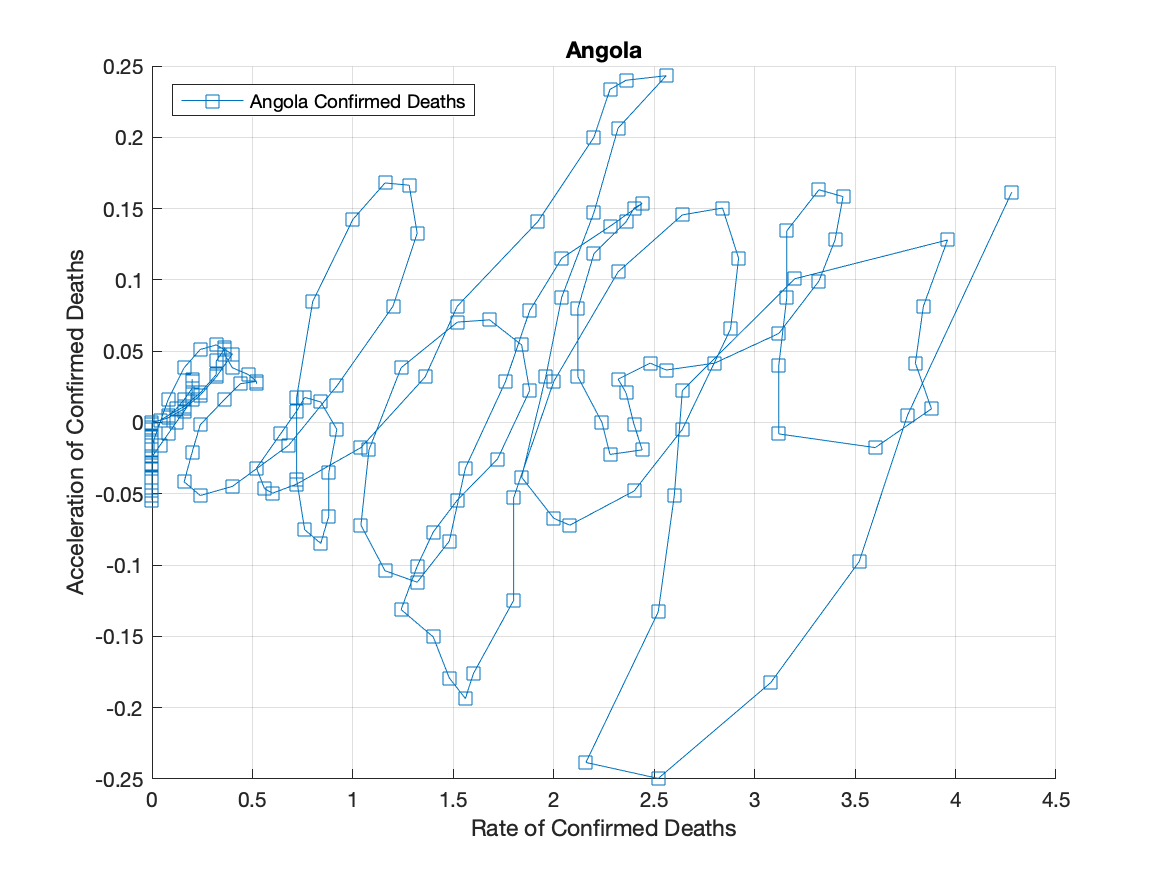 Angola
Angola Confirmed Deaths
0.25
0.2
0.15
0.1
0.05
0
-0.05
-0.1
-0.15
-0.2
-0.25
Acceleration of Confirmed Deaths
0 0.5 1 1.5 2 2.5 3 3.5 4 4.5
Rate of Confirmed Deaths